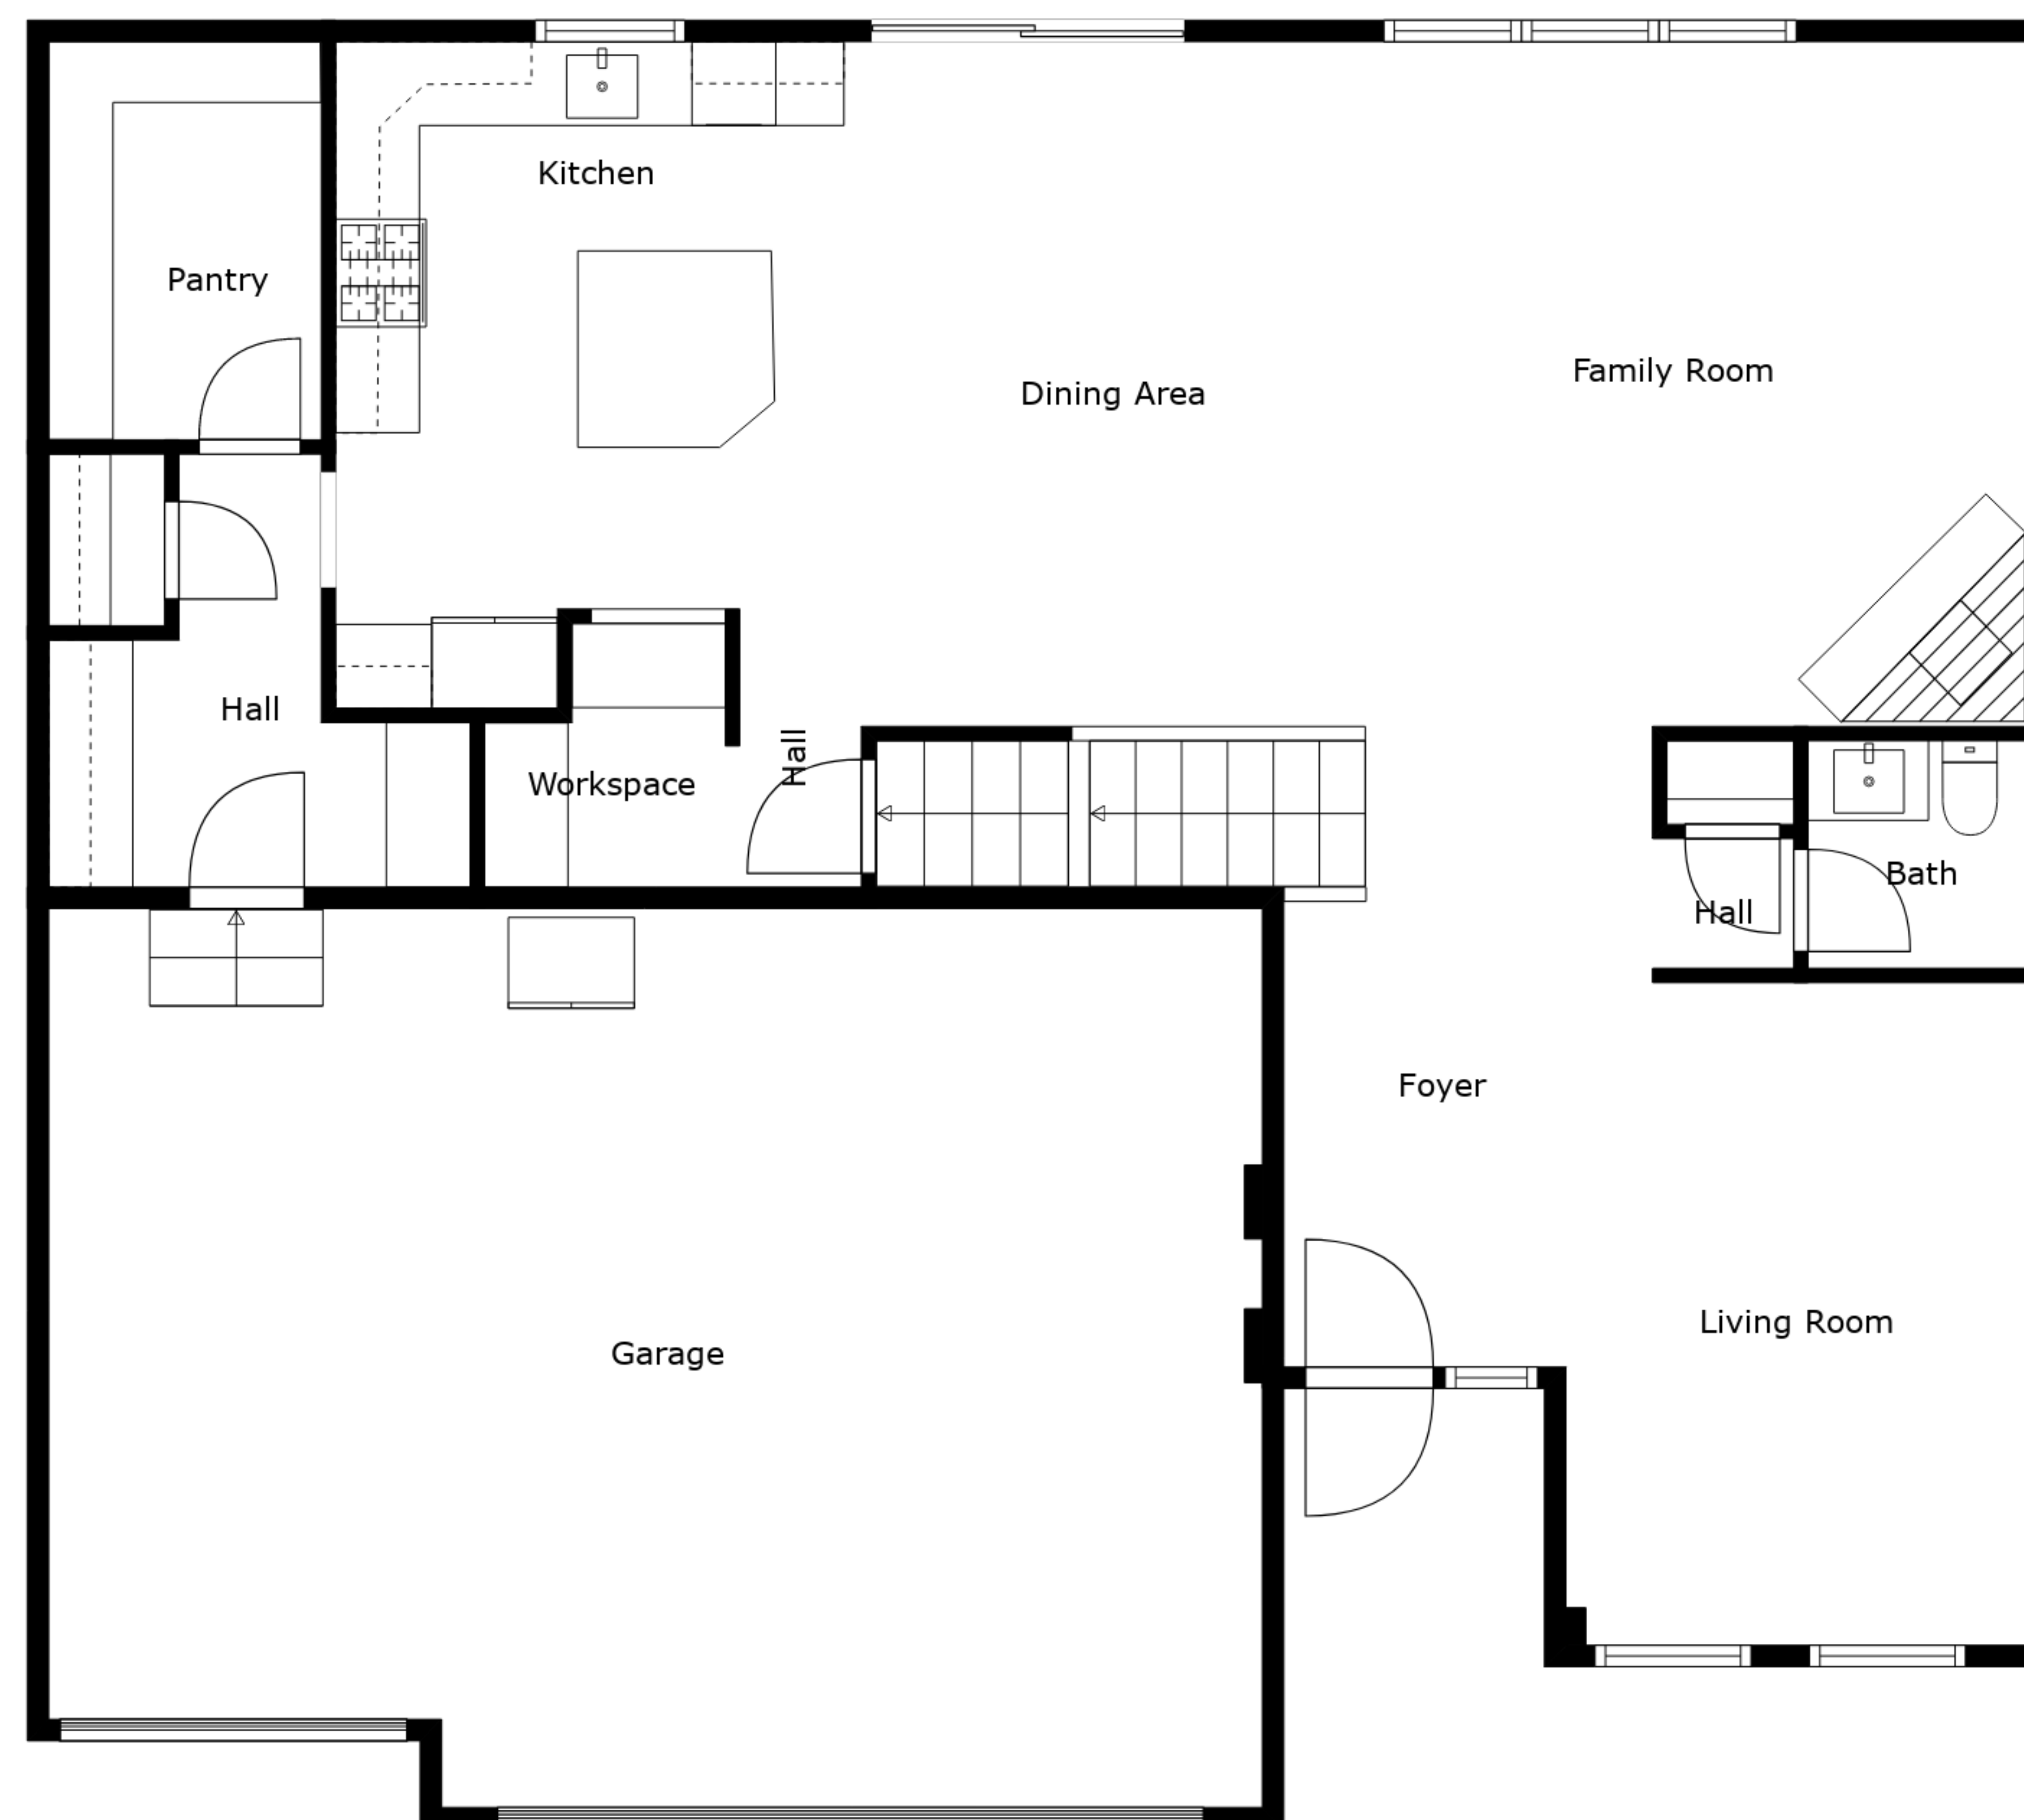 Kitchen
Pantry
Dining Area
Family Room
Hall
Workspace
Hall
Bath
Hall
Foyer
Living Room
Garage